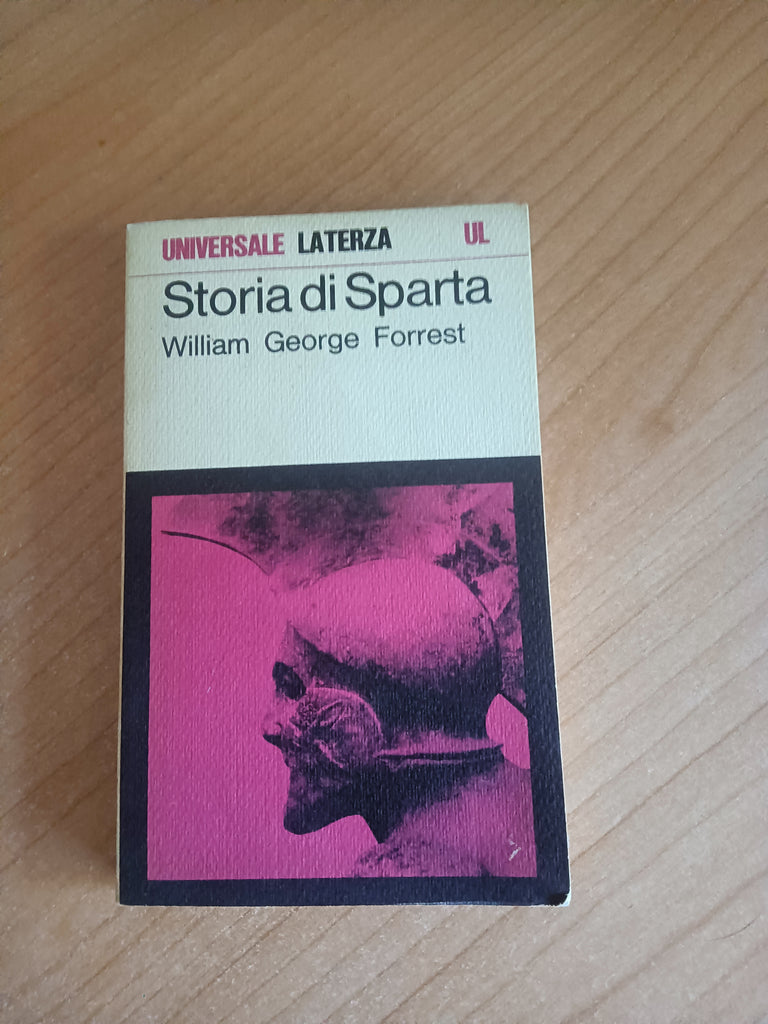 UNIVERSALE LATERZA UL
Storia di Sparta
William George Forrest